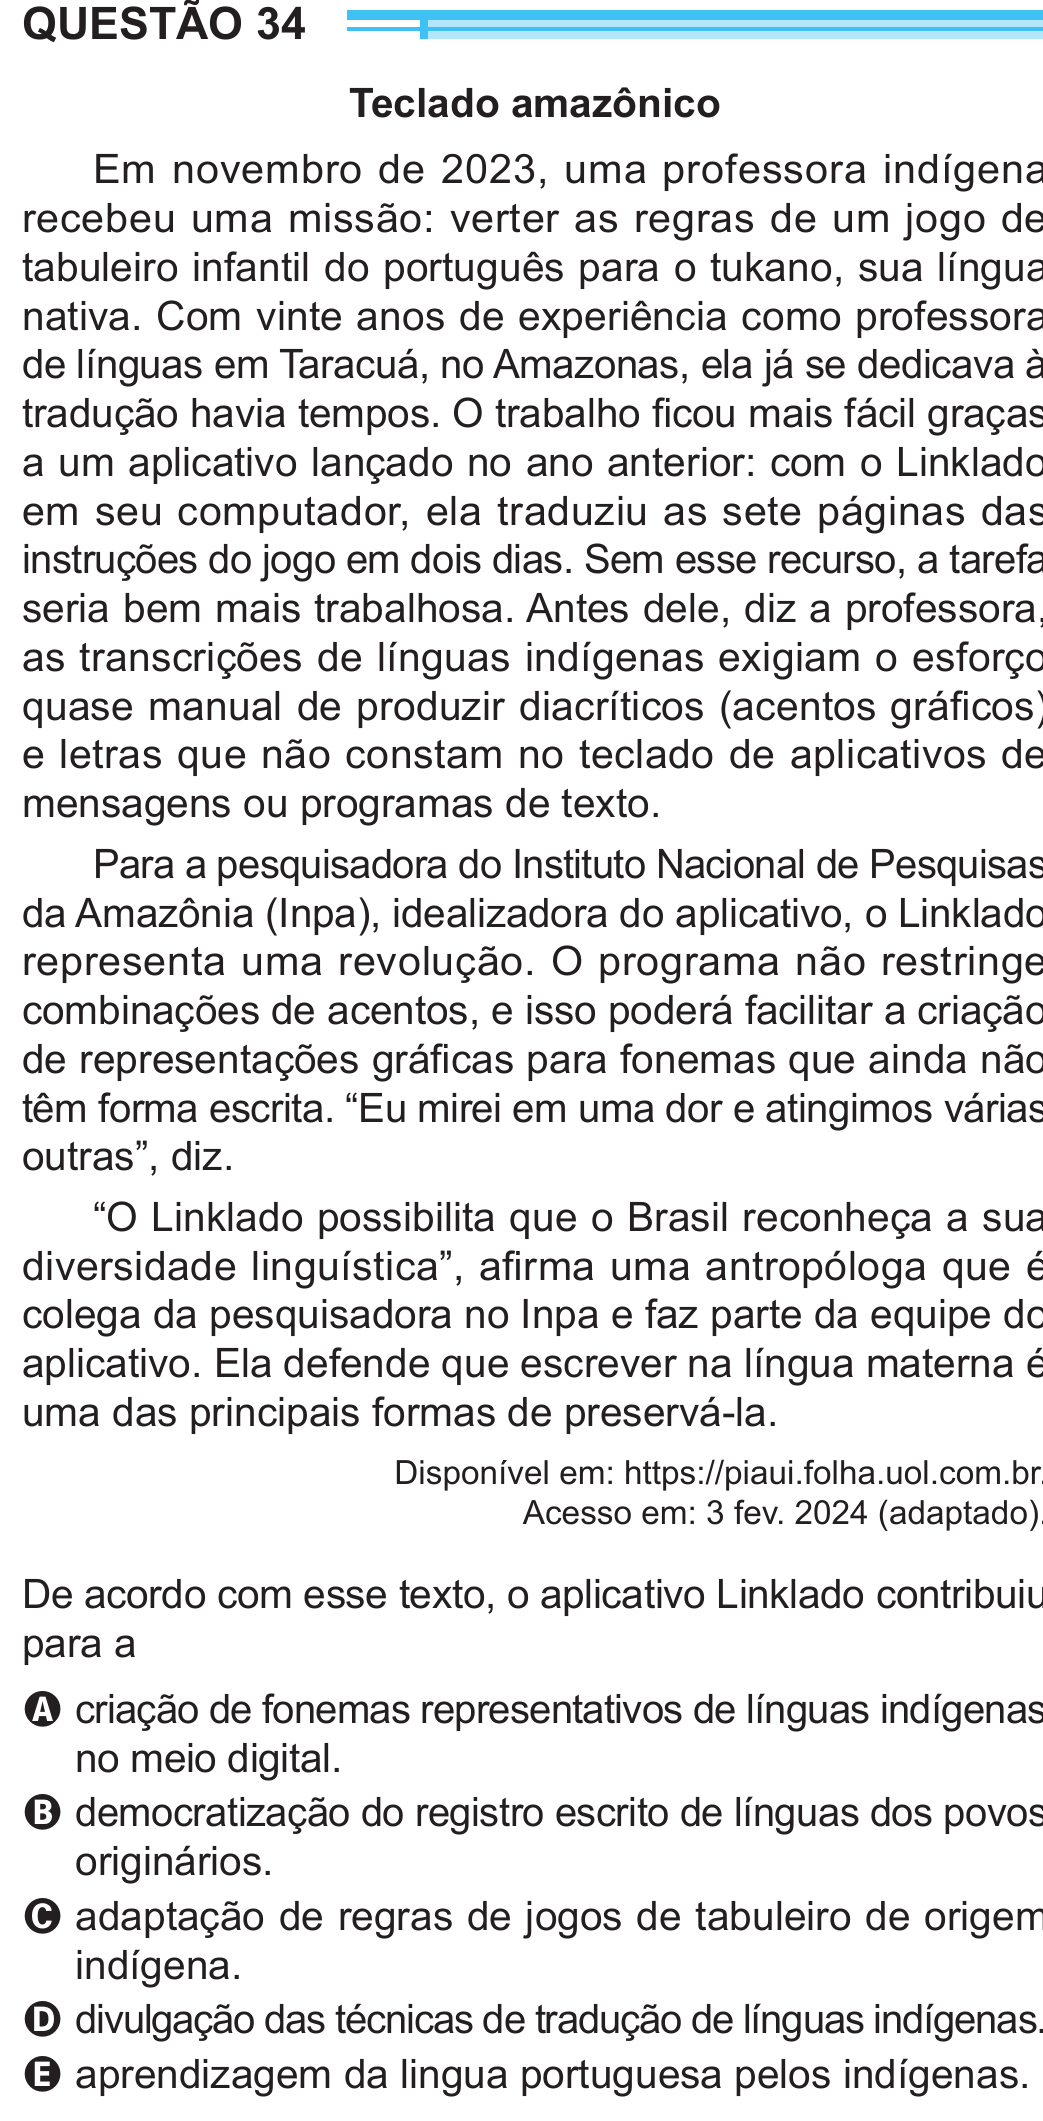 QUESTÃO 34
Teclado amazônico
Em novembro de 2023, uma professora indígena
recebeu uma missão: verter as regras de um jogo de
tabuleiro infantil do português para o tukano, sua língua
nativa. Com vinte anos de experiência como professora
de línguas em Taracuá, no Amazonas, ela já se dedicava à
tradução havia tempos. O trabalho ficou mais fácil graças
a um aplicativo lançado no ano anterior: com o Linklado
em seu computador, ela traduziu as sete páginas das
instruções do jogo em dois dias. Sem esse recurso, a tarefa
seria bem mais trabalhosa. Antes dele, diz a professora,
as transcrições de línguas indígenas exigiam o esforço
quase manual de produzir diacríticos (acentos gráficos)
e letras que não constam no teclado de aplicativos de
mensagens ou programas de texto.
Para a pesquisadora do Instituto Nacional de Pesquisas
da Amazônia (Inpa), idealizadora do aplicativo, o Linklado
representa uma revolução. O programa não restringe
combinações de acentos, e isso poderá facilitar a criação
de representações gráficas para fonemas que ainda não
têm forma escrita. “Eu mirei em uma dor e atingimos várias
outras”, diz.
“O Linklado possibilita que o Brasil reconheça a sua
diversidade linguística”, afirma uma antropóloga que é
colega da pesquisadora no Inpa e faz parte da equipe do
aplicativo. Ela defende que escrever na língua materna é
uma das principais formas de preservá-la.
Disponível em: https://piaui.folha.uol.com.br.
Acesso em: 3 fev. 2024 (adaptado).
De acordo com esse texto, o aplicativo Linklado contribuiu
para a
A criação de fonemas representativos de línguas indígenas
no meio digital.
B democratização do registro escrito de línguas dos povos
originários.
C adaptação de regras de jogos de tabuleiro de origem
indígena.
D divulgação das técnicas de tradução de línguas indígenas.
E aprendizagem da lingua portuguesa pelos indígenas.